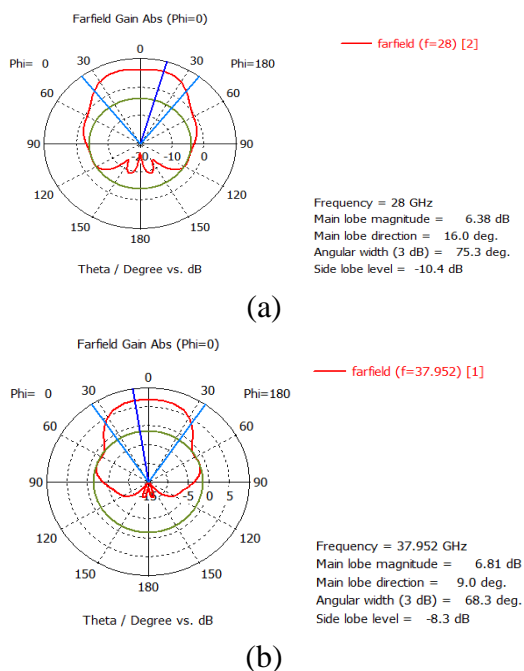 Farfield Gain Abs (Phi=0)
farfield (f=28) [2]
0
Phi= 0 30 30 Phi=180
60 60
90 -20 -10 0 90
120 120
150 150
180
Theta / Degree vs. dB
Frequency = 28 GHz
Main lobe magnitude = 6.38 dB
Main lobe direction = 16.0 deg.
Angular width (3 dB) = 75.3 deg.
Side lobe level = -10.4 dB
(a)
Farfield Gain Abs (Phi=0)
farfield (f=37.952) [1]
0
Phi= 0 30 30 Phi=180
60 60
90 -15 -5 0 5 90
120 120
150 150
180
Theta / Degree vs. dB
Frequency = 37.952 GHz
Main lobe magnitude = 6.81 dB
Main lobe direction = 9.0 deg.
Angular width (3 dB) = 68.3 deg.
Side lobe level = -8.3 dB
(b)